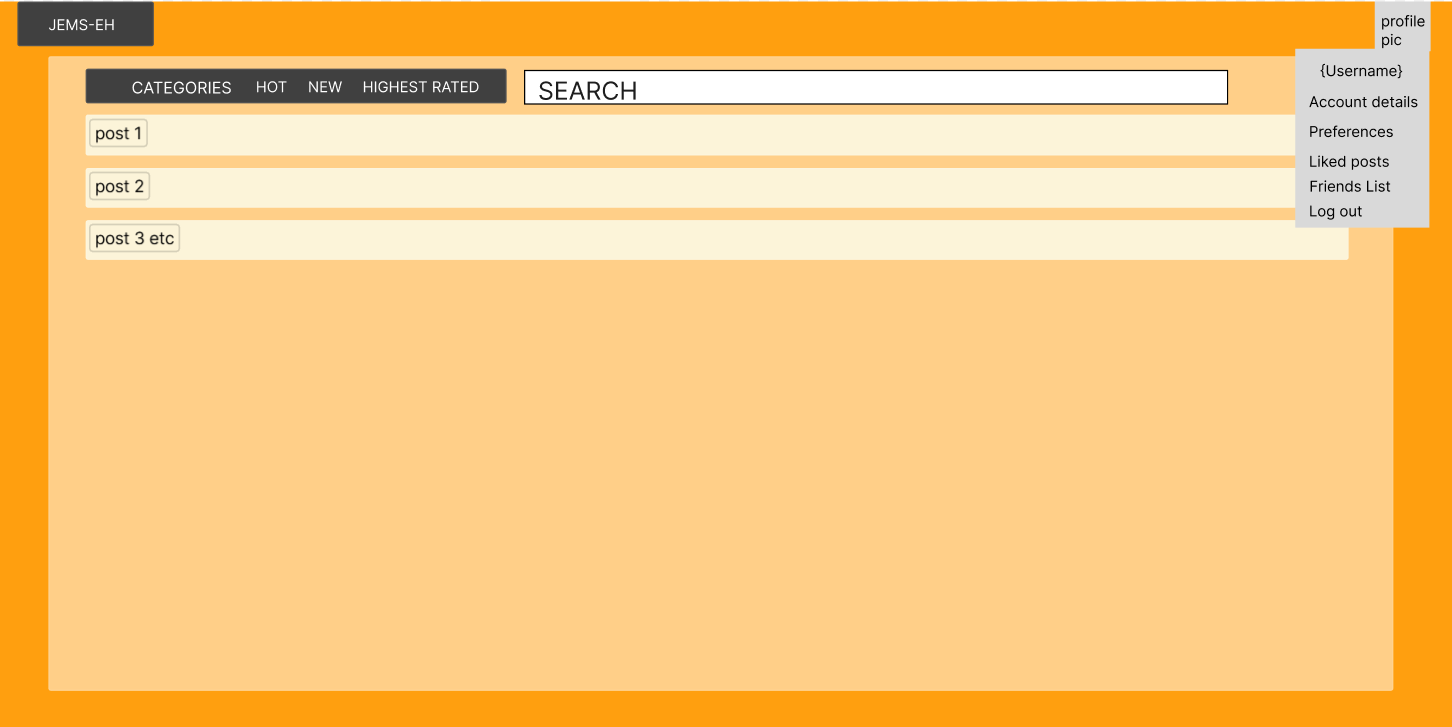 JEMS-EH
profile
pic
{Username}
Account details
Preferences
Liked posts
Friends List
Log out
CATEGORIES HOT NEW HIGHEST RATED
SEARCH
post 1
post 2
post 3 etc